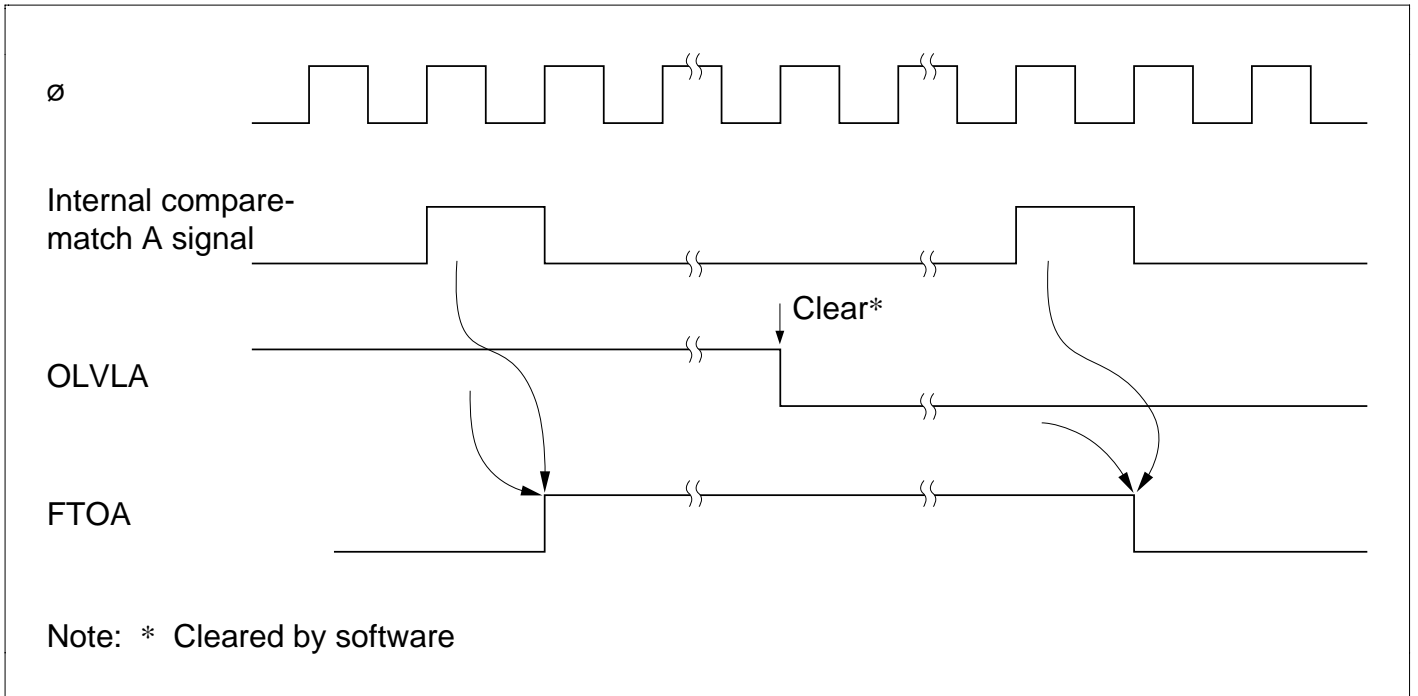 ø
Internal compare-
match A signal
Clear*
OLVLA
FTOA
Note: * Cleared by software